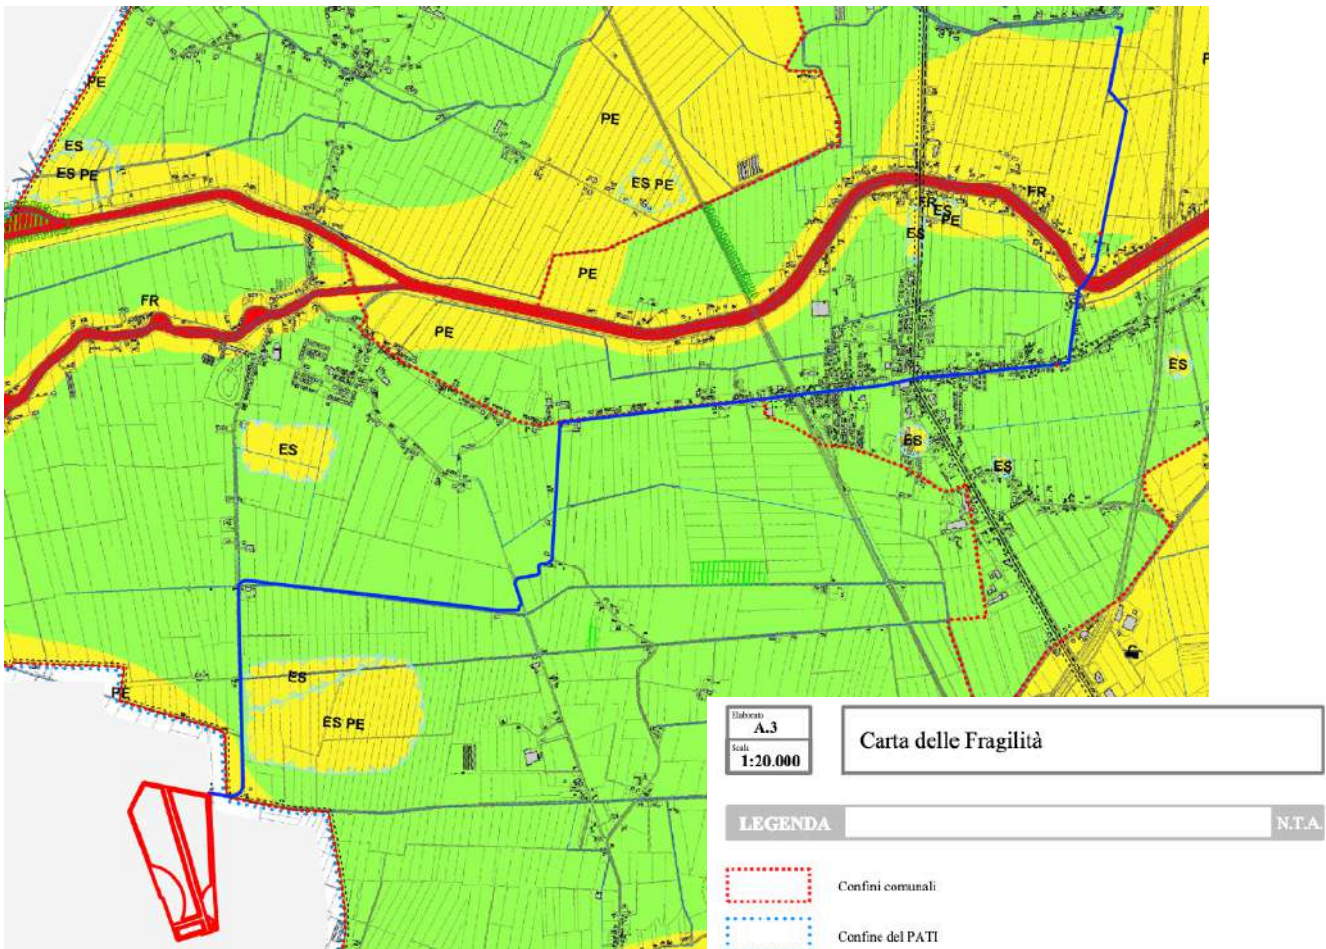 PE
PE
ES
ES PE
ES PE
FR
FR
ES
PE
ES
PE
FR
PE
ES
ES
ES
ES
ES
PE
ES PE
Elaborato
A.3
Scala
1:20.000
Carta delle Fragilità
LEGENDA
N.T.A.
Confini comunali
Confine del PATI